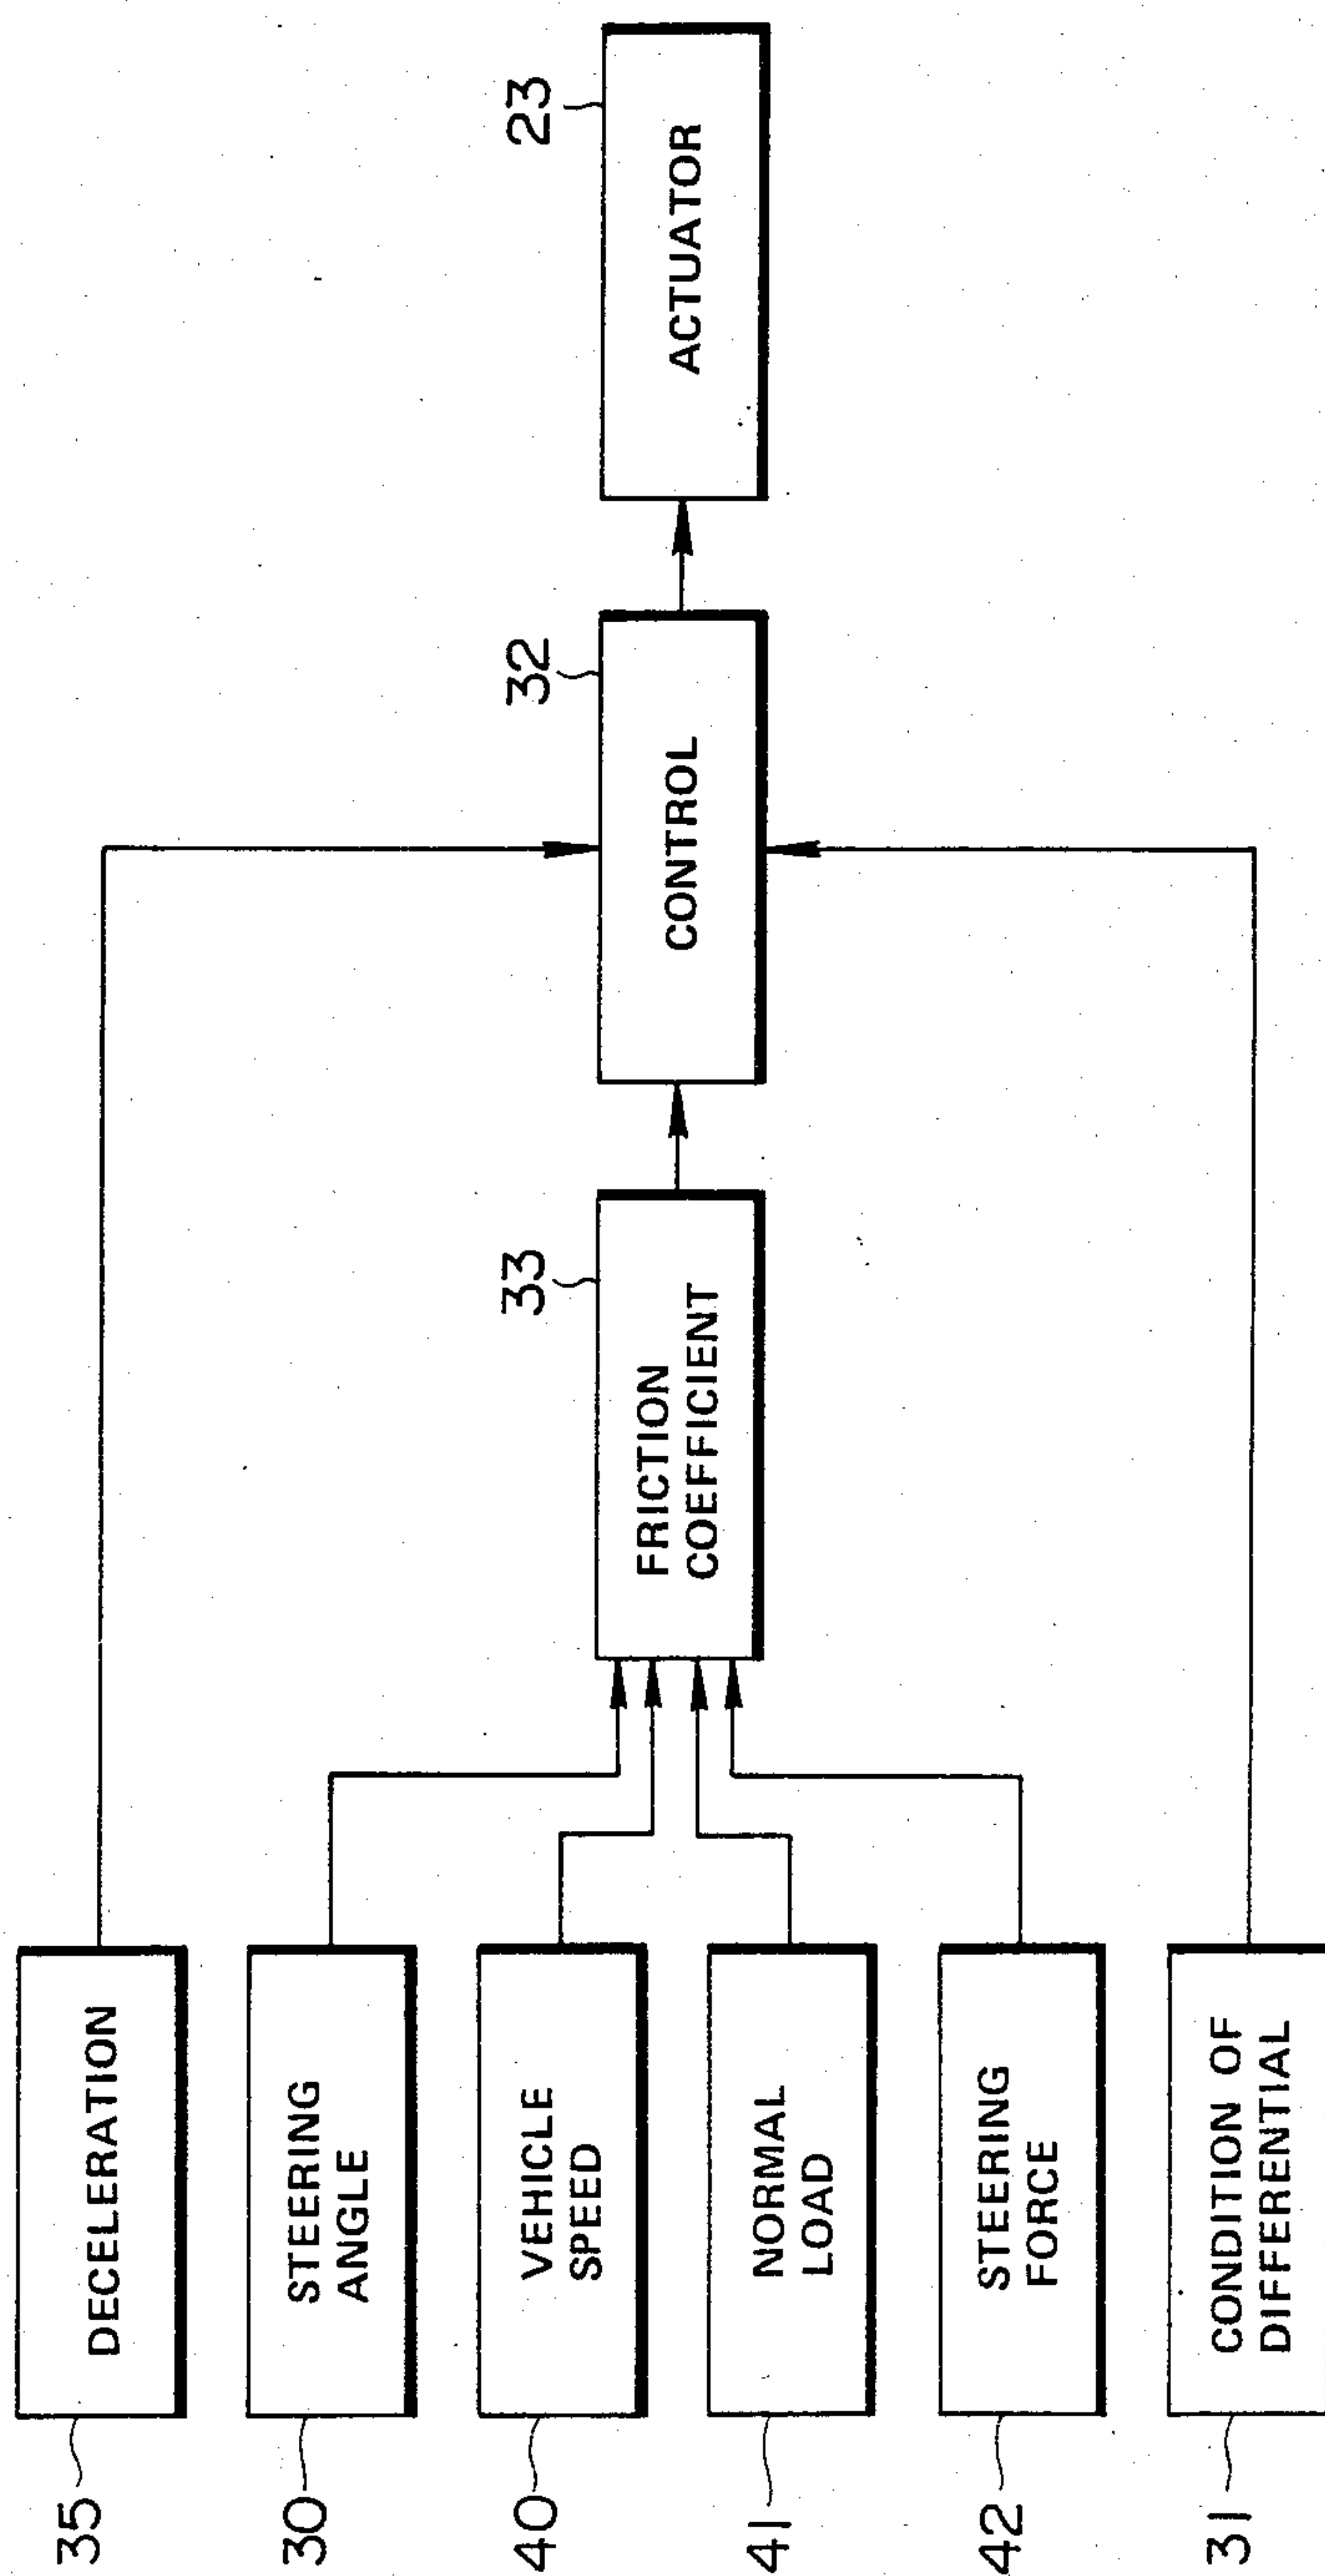 35
DECELERATION
30
STEERING
ANGLE
40
VEHICLE
SPEED
41
NORMAL
LOAD
42
STEERING
FORCE
31
CONDITION OF
DIFFERENTIAL
33
FRICTION
COEFFICIENT
32
CONTROL
23
ACTUATOR